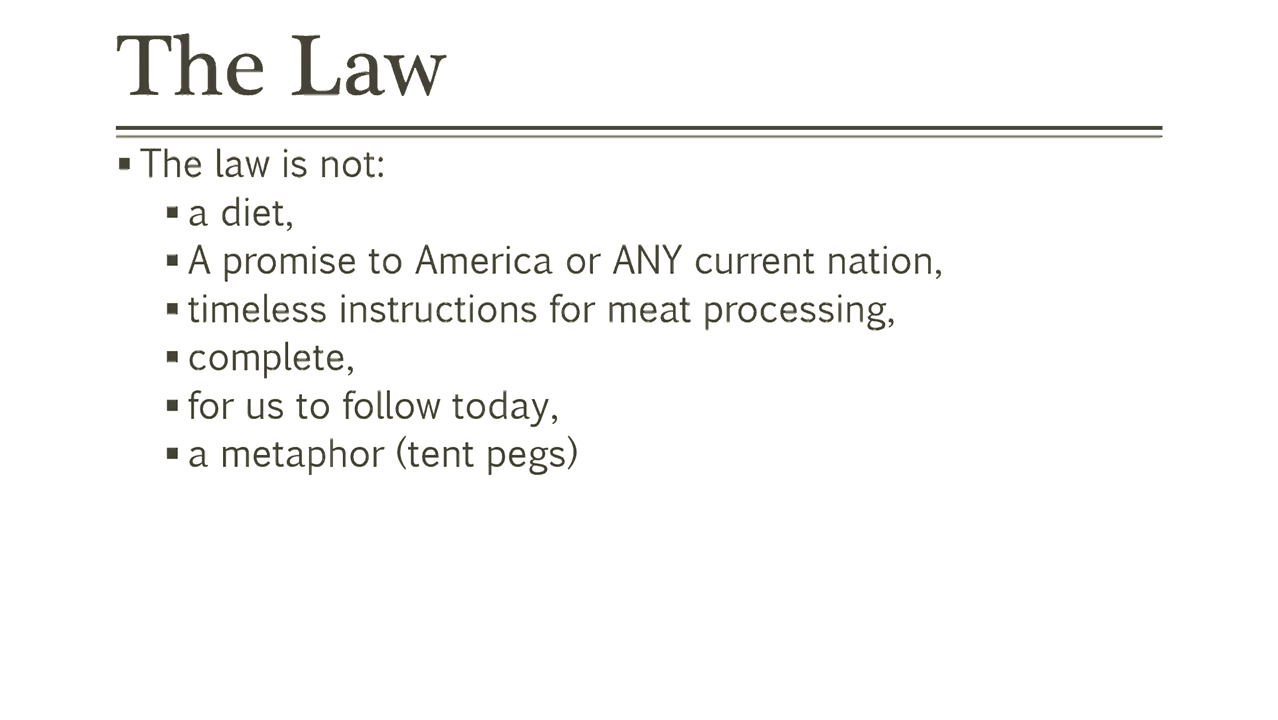 The Law
▪ The law is not:
▪ a diet,
▪ A promise to America or ANY current nation,
▪ timeless instructions for meat processing,
▪ complete,
▪ for us to follow today,
▪ a metaphor (tent pegs)